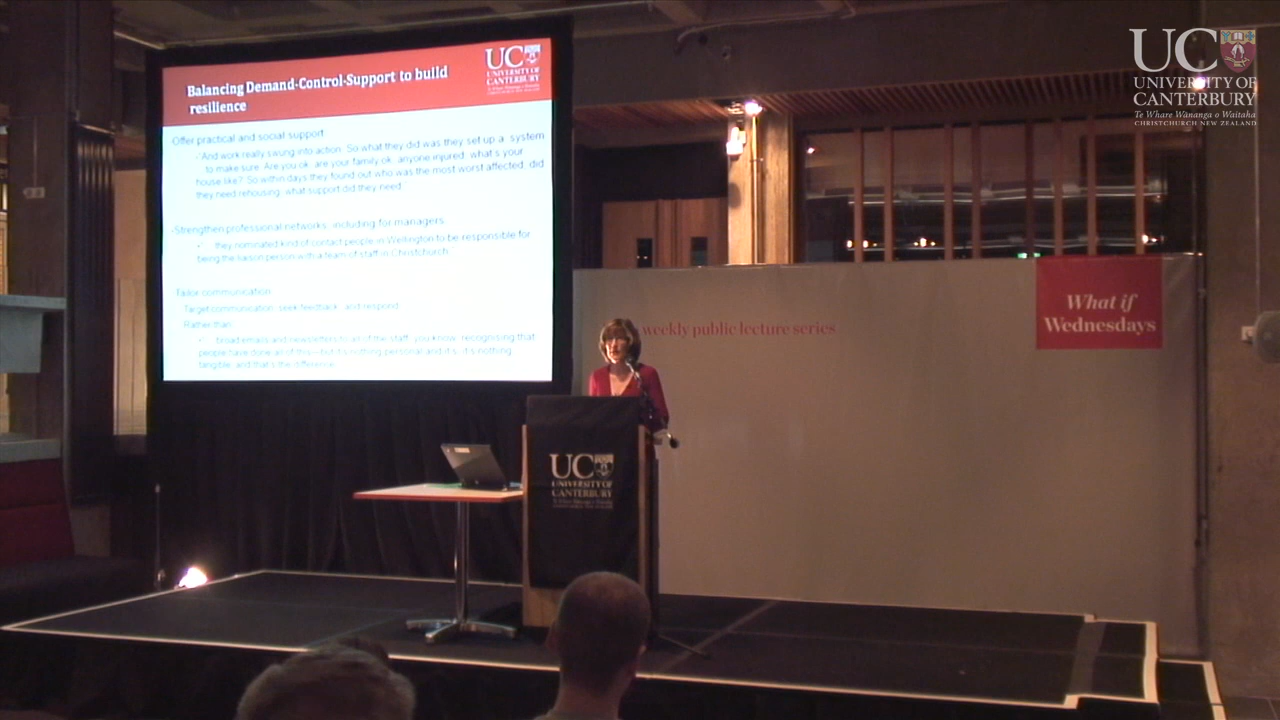 Balancing Demand-Control-Support to build
resilience
UC
UNIVERSITY OF
CANTERBURY
Offer practical and social support
-"And work really swung into action. So what they did was they set up a system
to make sure. Are you ok, are your family ok, anyone injured, what's your
house like? So within days they found out who was the most worst affected, did
they need rehousing, what support did they need
-Strengthen professional networks, including for managers
they nominated kind of contact people in Wellington to be responsible for
being the liaison person with a team of staff in Christchurch
Tailor communication
Target communication, seek feedback, and respond
Rather than
broad emails and newsletters to all of the staff, you know, recognising that
people have done all of this—but it's nothing personal and it's, it's nothing
tangible, and that's the difference
UC
UNIVERSITY OF
CANTERBURY
Te Whare Wānanga o Waitaha
CHRISTCHURCH NEW ZEALAND
What if
Wednesdays
weekly public lecture series
UC
UNIVERSITY OF
CANTERBURY
Te Whare Wānanga o Waitaha
CHRISTCHURCH NEW ZEALAND